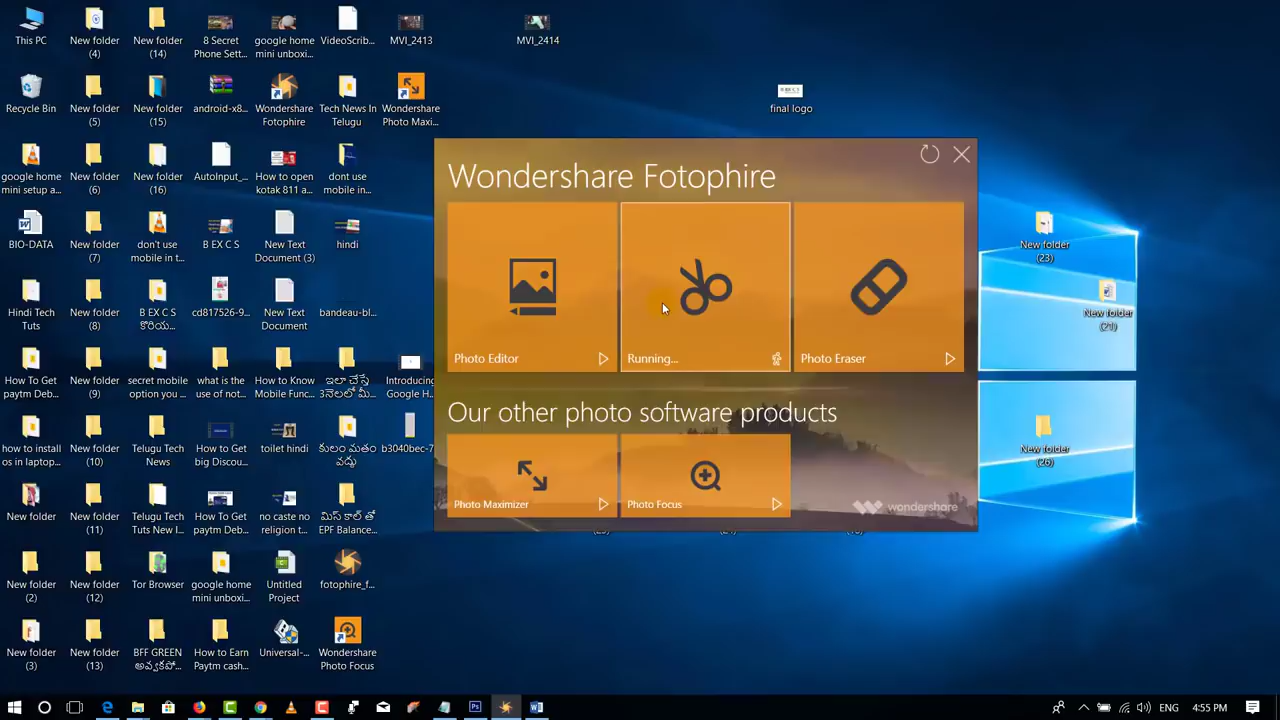 This PC
New folder
(4)
New folder
(14)
8 Secret
Phone Sett...
google home
mini unboxi...
VideoScrib...
MVI_2413
MVI_2414
Recycle Bin
New folder
(5)
New folder
(15)
android-x8...
Wondershare
Fotophire
Tech News In
Telugu
Wondershare
Photo Maxi...
final logo
google home
mini setup a...
New folder
(6)
New folder
(16)
AutoInput_...
How to open
kotak 811 a...
dont use
mobile in t...
BIO-DATA
New folder
(7)
don't use
mobile in t...
B EX C S
New Text
Document (3)
hindi
Hindi Tech
Tuts
New folder
(8)
B E X C S
కొరియ...
cd817526-9...
New Text
Document
bandeau-bl...
How To Get
paytm Deb...
New folder
(9)
secret mobile
option you ...
what is the
use of not...
How to Know
Mobile Func...
ఇలా చేస్తే
3నెలలో మీ...
Introducing
Google H...
how to install
os in laptop...
New folder
(10)
Telugu Tech
News
How to Get
big Discou...
toilet hindi
కులం మతం
వద్దు
b3040bec-7...
New folder
New folder
(11)
Telugu Tech
Tuts New I...
How To Get
paytm Deb...
no caste no
religion t...
మిస్ కాల్ తో
EPF Balance...
New folder
(2)
New folder
(12)
Tor Browser
google home
mini unboxi...
Untitled
Project
fotophire_f...
New folder
(3)
New folder
(13)
BFF GREEN
How to Earn
Paytm cash...
Universal-...
Wondershare
Photo Focus
Wondershare Fotophire
Photo Editor
Running...
Photo Eraser
Our other photo software products
Photo Maximizer
Photo Focus
wondershare
New folder
(23)
New folder
(21)
New folder
(26)
ENG
4:55 PM